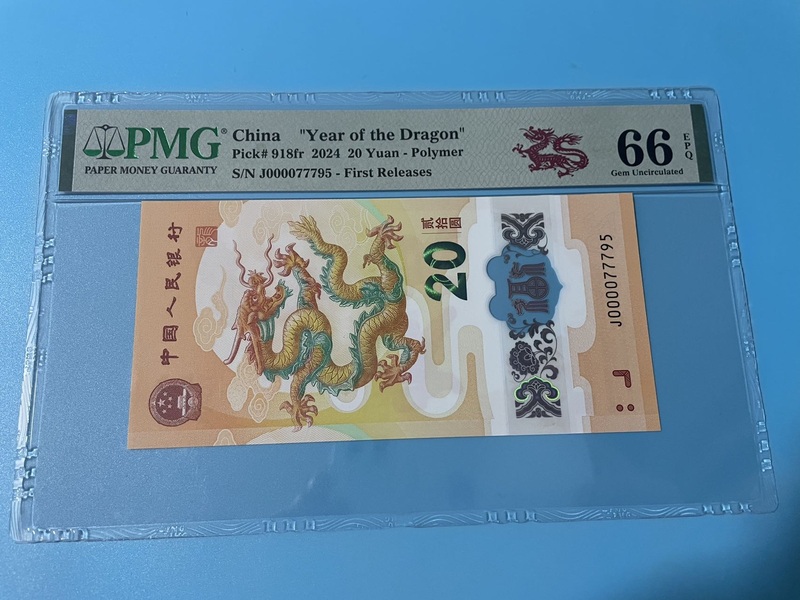 PMG®
PAPER MONEY GUARANTY
China "Year of the Dragon"
Pick# 918fr 2024 20 Yuan - Polymer
S/N J000077795 - First Releases
66 EPQ
Gem Uncirculated
中国人民银行
贰拾圆
20
福
J000077795